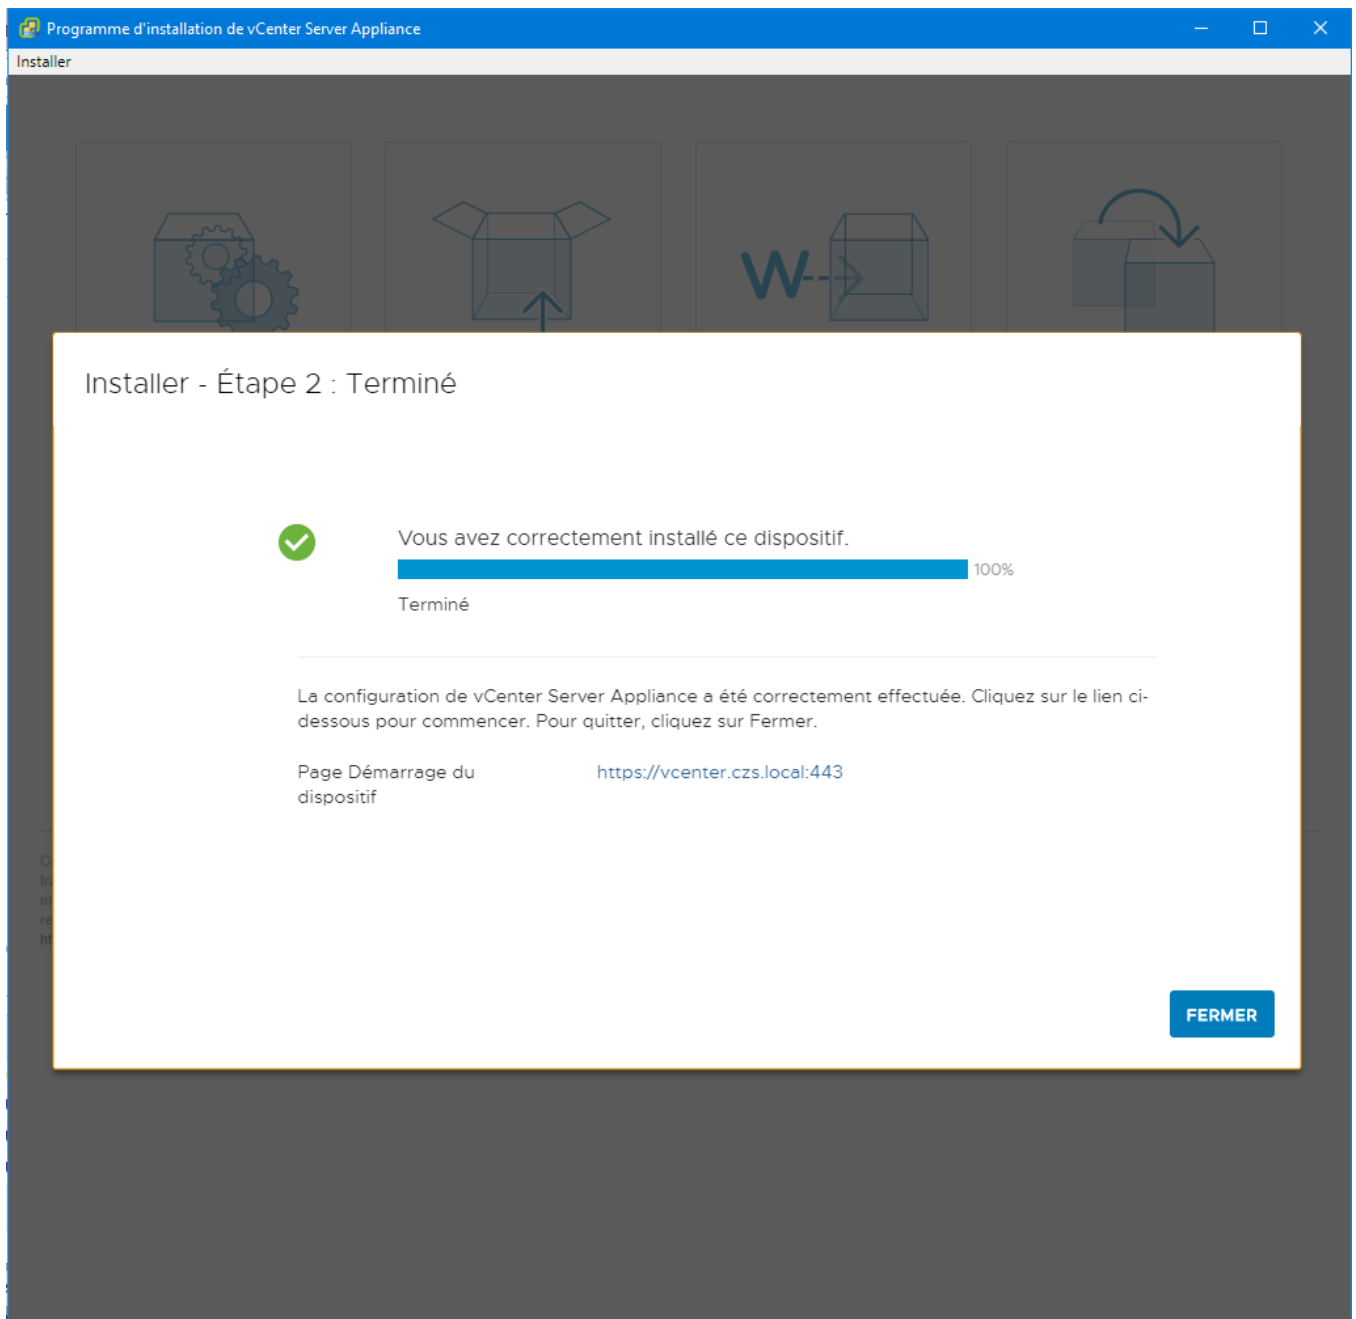 Programme d'installation de vCenter Server Appliance
Installer
W
Installer - Étape 2 : Terminé
Vous avez correctement installé ce dispositif.
100%
Terminé
La configuration de vCenter Server Appliance a été correctement effectuée. Cliquez sur le lien ci-
dessous pour commencer. Pour quitter, cliquez sur Fermer.
Page Démarrage du
dispositif
https://vcenter.czs.local:443
FERMER